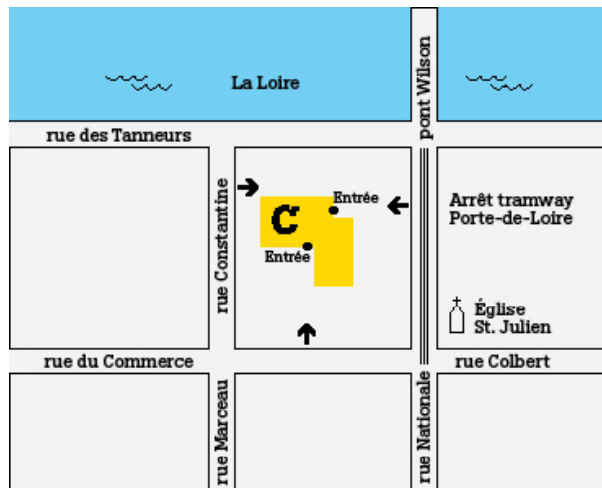 La Loire
pont Wilson
rue des Tanneurs
rue Constantine
Entrée
C
Entrée
Arrêt tramway
Porte-de-Loire
Église
St. Julien
rue du Commerce
rue Colbert
rue Marceau
rue Nationale